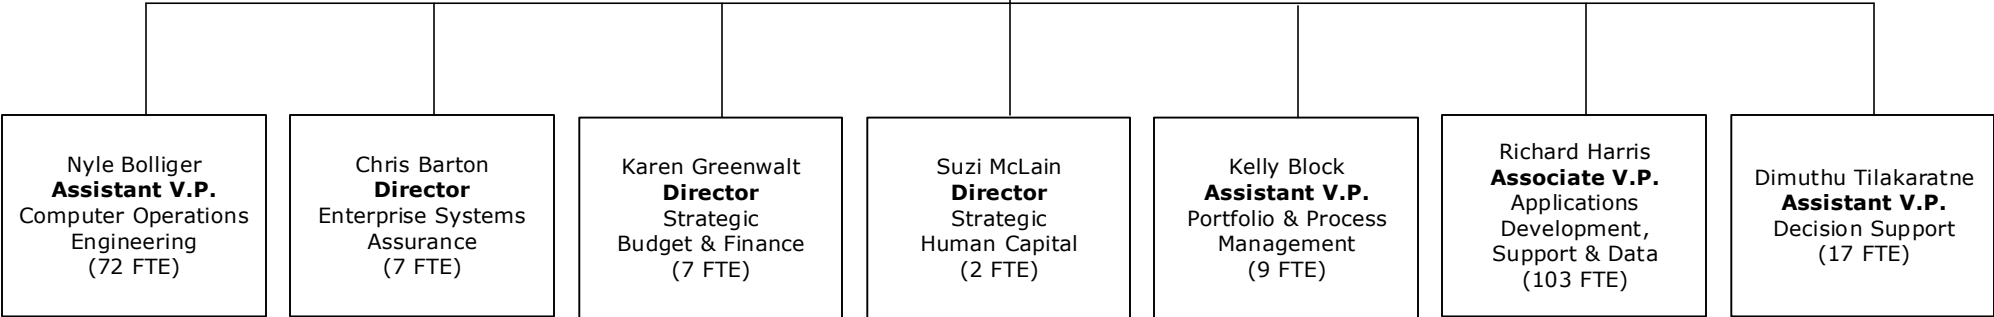 Nyle Bolliger
Assistant V.P.
Computer Operations
Engineering
(72 FTE)
Chris Barton
Director
Enterprise Systems
Assurance
(7 FTE)
Karen Greenwalt
Director
Strategic
Budget & Finance
(7 FTE)
Suzi McLain
Director
Strategic
Human Capital
(2 FTE)
Kelly Block
Assistant V.P.
Portfolio & Process
Management
(9 FTE)
Richard Harris
Associate V.P.
Applications
Development,
Support & Data
(103 FTE)
Dimuthu Tilakaratne
Assistant V.P.
Decision Support
(17 FTE)